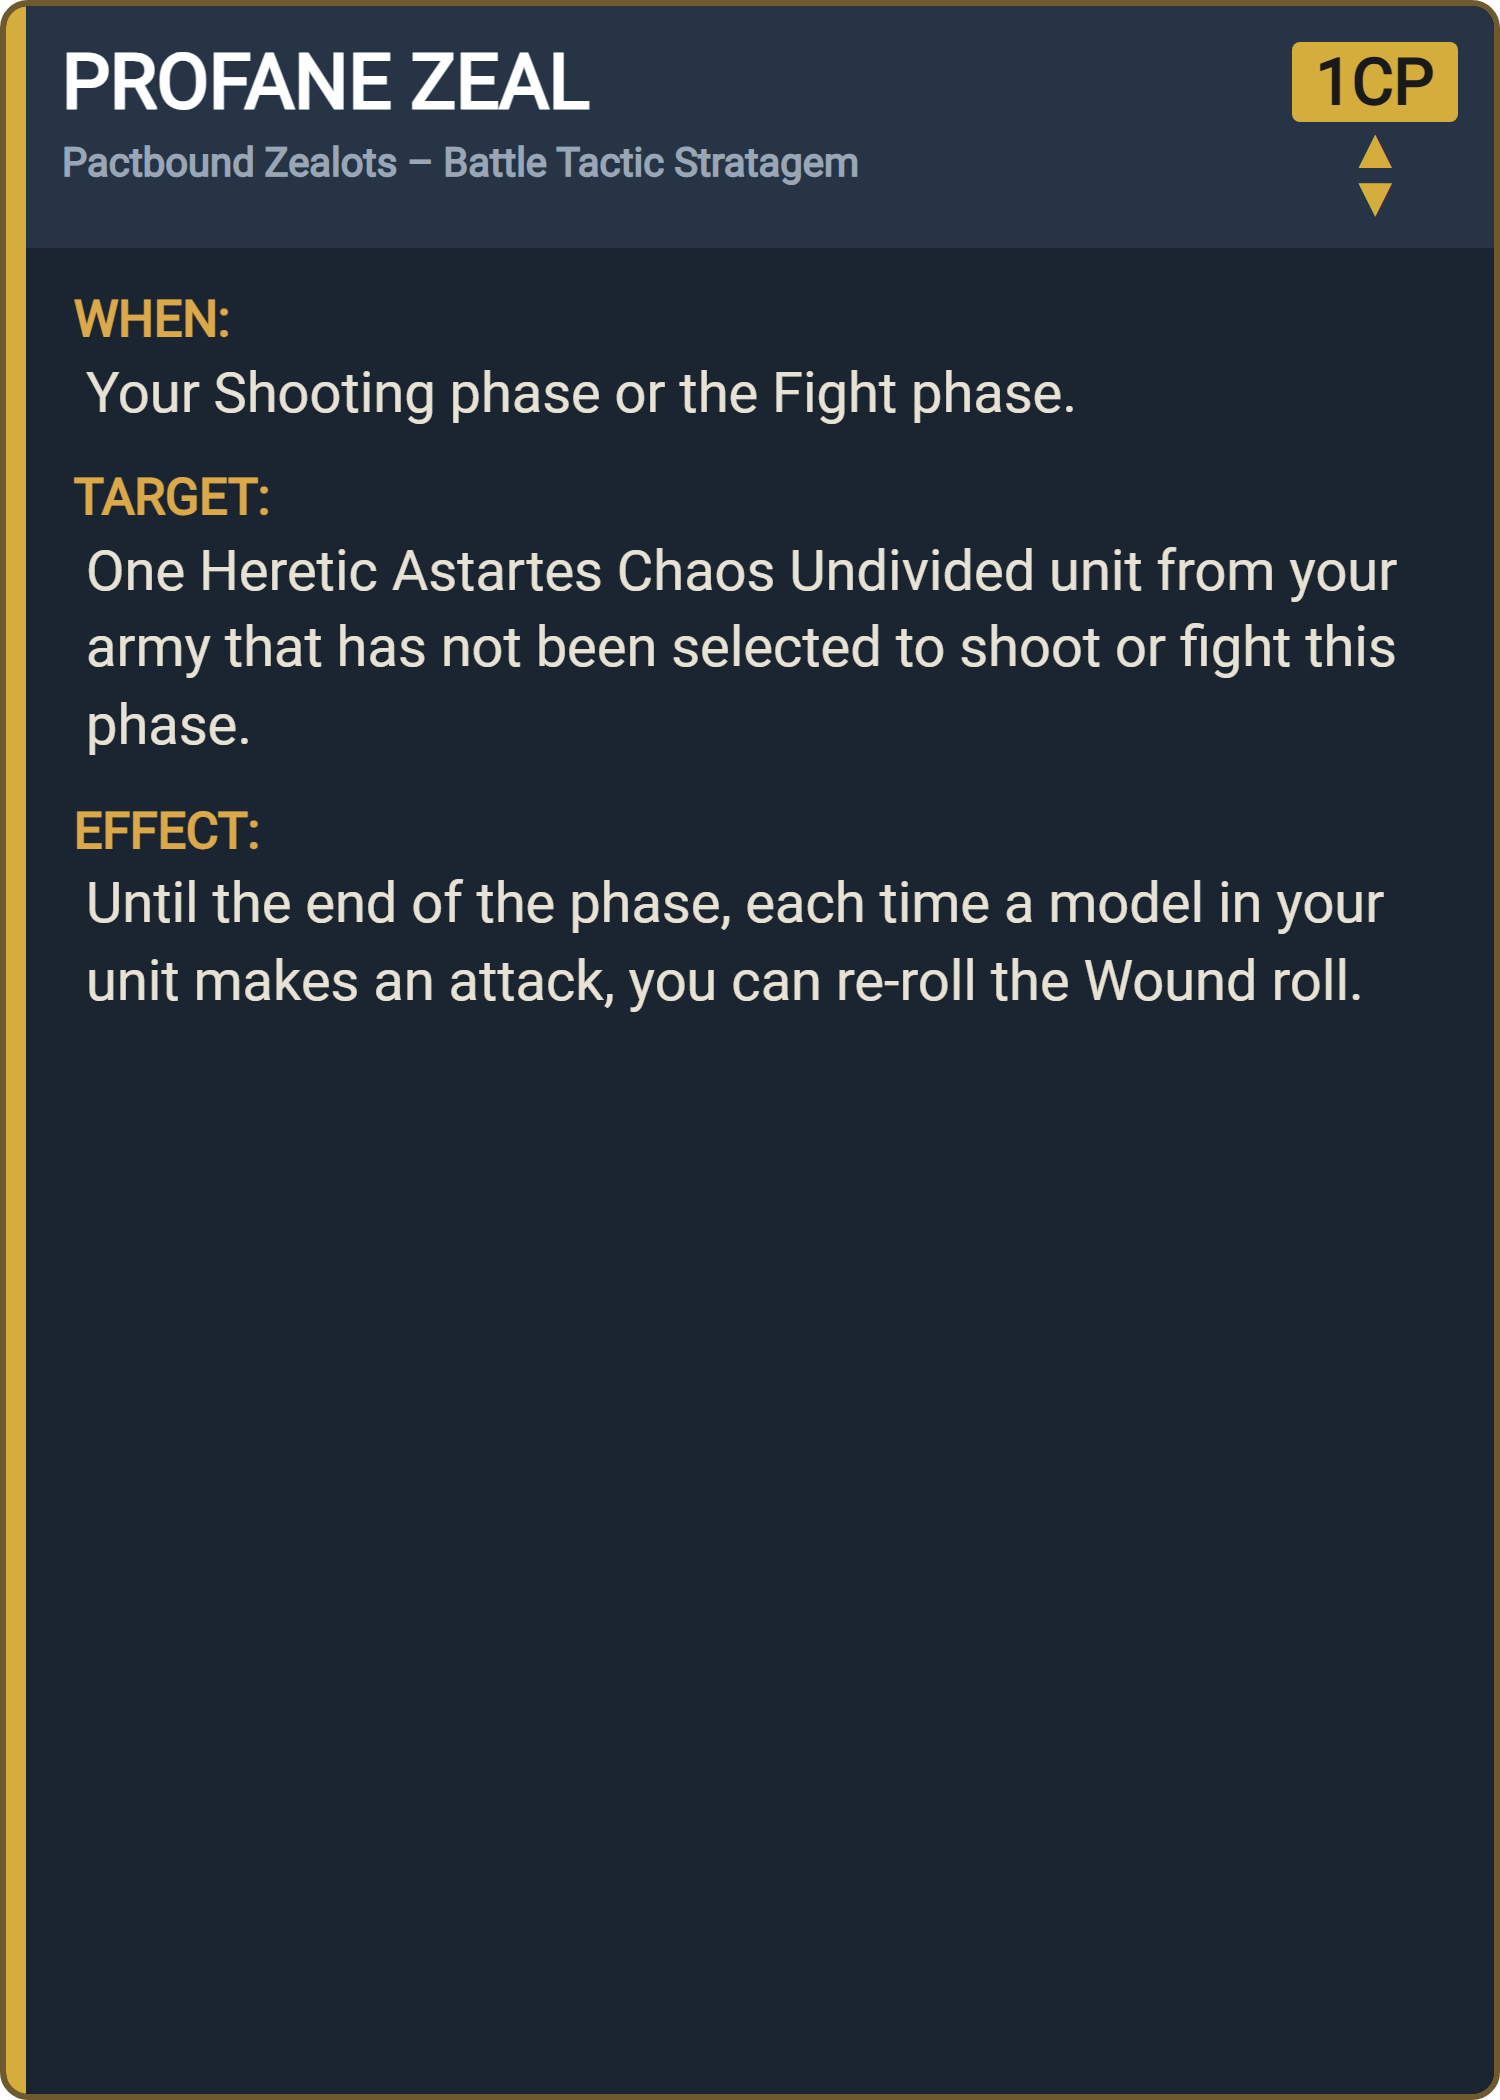 PROFANE ZEAL
1CP
Pactbound Zealots – Battle Tactic Stratagem
▲
▼
WHEN:
Your Shooting phase or the Fight phase.
TARGET:
One Heretic Astartes Chaos Undivided unit from your
army that has not been selected to shoot or fight this
phase.
EFFECT:
Until the end of the phase, each time a model in your
unit makes an attack, you can re-roll the Wound roll.